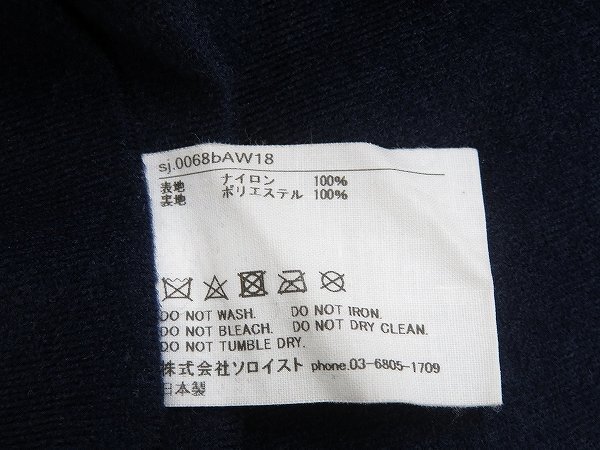 sj.0068bAW18
表地 ナイロン 100%
裏地 ポリエステル 100%
DO NOT WASH. DO NOT IRON.
DO NOT BLEACH. DO NOT DRY CLEAN.
DO NOT TUMBLE DRY.
株式会社ソロイスト phone.03-6805-1709
日本製